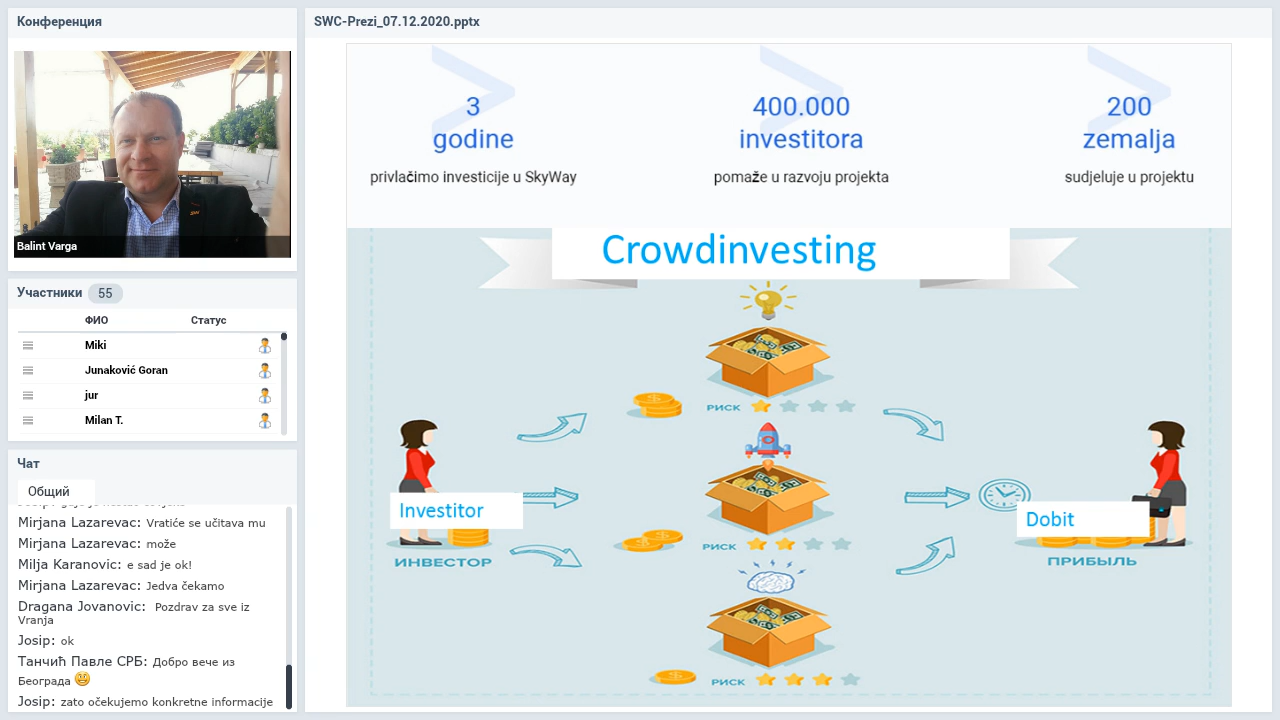 Конференция
SWC-Prezi_07.12.2020.pptx
Balint Varga
Участники 55
ФИО Статус
Miki
Junaković Goran
jur
Milan T.
Чат
Общий
Mirjana Lazarevac: Vratiće se učitava mu
Mirjana Lazarevac: može
Milja Karanovic: e sad je ok!
Mirjana Lazarevac: Jedva čekamo
Dragana Jovanovic: Pozdrav za sve iz
Vranja
Josip: ok
Танчић Павле СРБ: Добро вече из
Београда
Josip: zato očekujemo konkretne informacije
3
godine
privlačimo investicije u SkyWay
400.000
investitora
pomaže u razvoju projekta
200
zemalja
sudjeluje u projektu
Crowdinvesting
РИСК
Investitor
ИНВЕСТОР
РИСК
Dobit
ПРИБЫЛЬ
РИСК